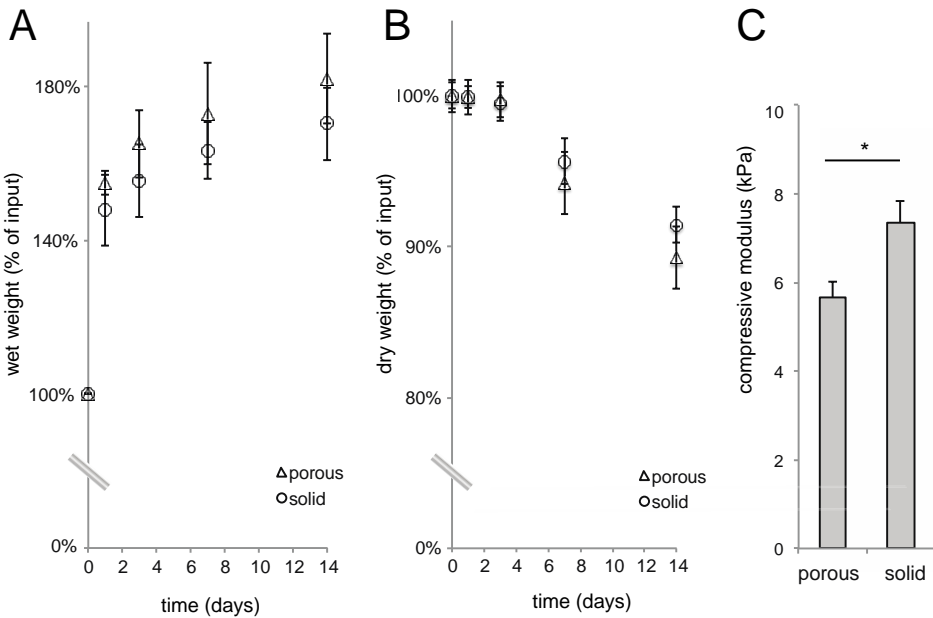 A
wet weight (% of input)
180%
140%
100%
0%
0 2 4 6 8 10 12 14
time (days)
△porous
○solid
B
dry weight (% of input)
100%
90%
80%
0%
0 2 4 6 8 10 12 14
time (days)
△porous
○solid
C
compressive modulus (kPa)
10
8
6
4
2
0
*
porous solid